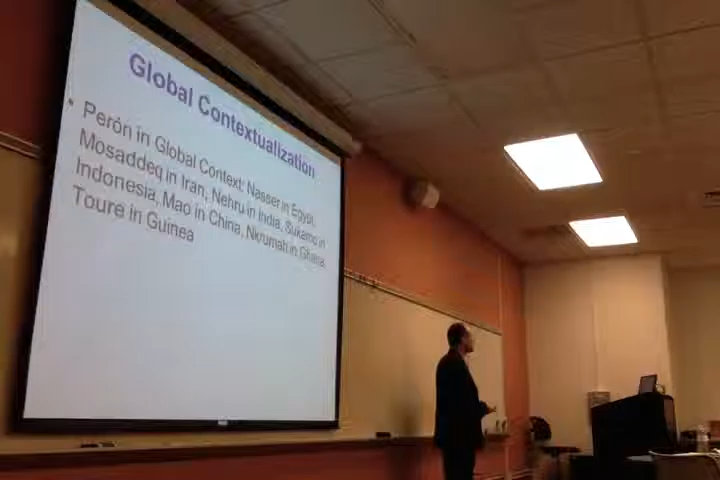 Global Contextualization
• Perón in Global Context: Nasser in Egypt,
Mosaddeq in Iran, Nehru in India, Sukarno in
Indonesia, Mao in China, Nkrumah in Ghana,
Toure in Guinea